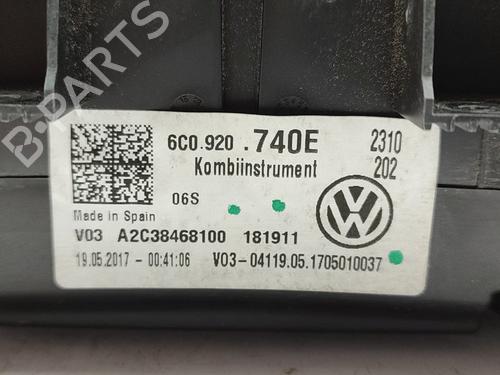 B-PARTS
6C0.920 .740E 2310
Kombiinstrument 202
06S
Made in Spain
V03 A2C38468100 181911
19.05.2017 - 00:41:06 V03-04119.05.1705010037